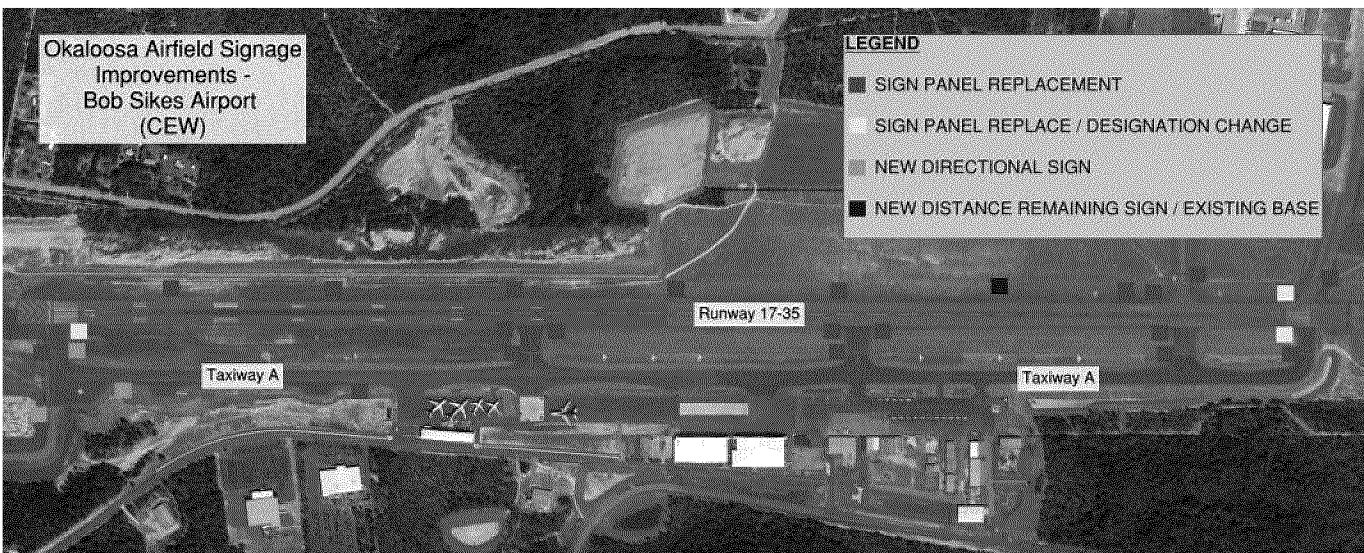 Okaloosa Airfield Signage
Improvements -
Bob Sikes Airport
(CEW)
LEGEND
SIGN PANEL REPLACEMENT
SIGN PANEL REPLACE / DESIGNATION CHANGE
NEW DIRECTIONAL SIGN
NEW DISTANCE REMAINING SIGN / EXISTING BASE
Runway 17-35
Taxiway A
Taxiway A